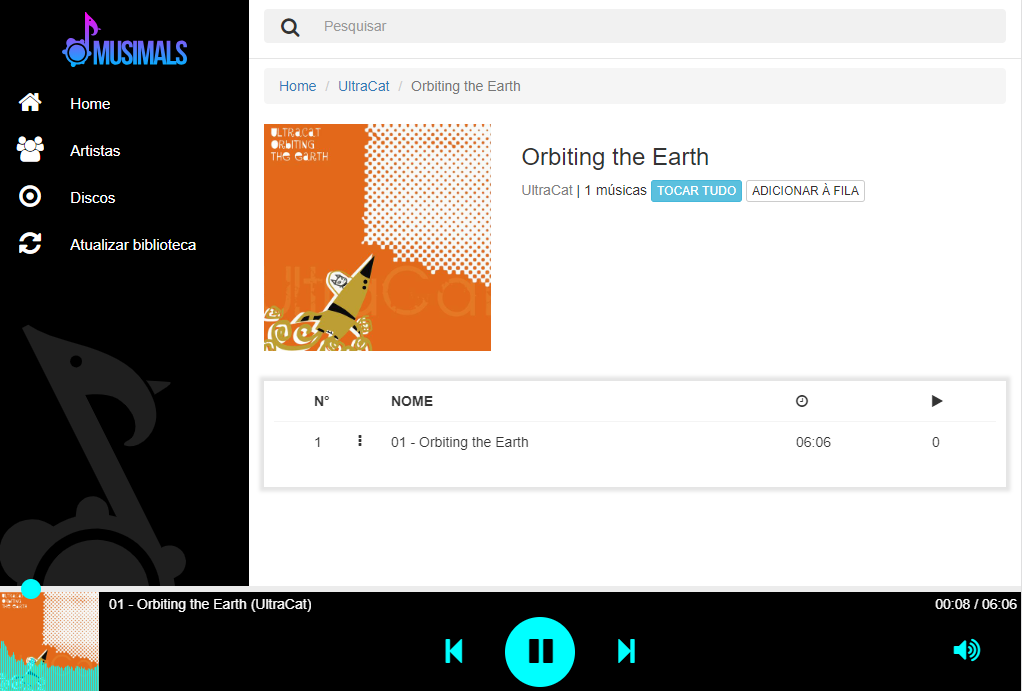 MUSIMALS
Home
Artistas
Discos
Atualizar biblioteca
Pesquisar
Home / UltraCat / Orbiting the Earth
ULTRACAT
ORBITING
THE EARTH
UltraCat
Orbiting the Earth
UltraCat | 1 músicas TOCAR TUDO ADICIONAR À FILA
N° NOME
1 01 - Orbiting the Earth 06:06 0
01 - Orbiting the Earth (UltraCat) 00:08 / 06:06